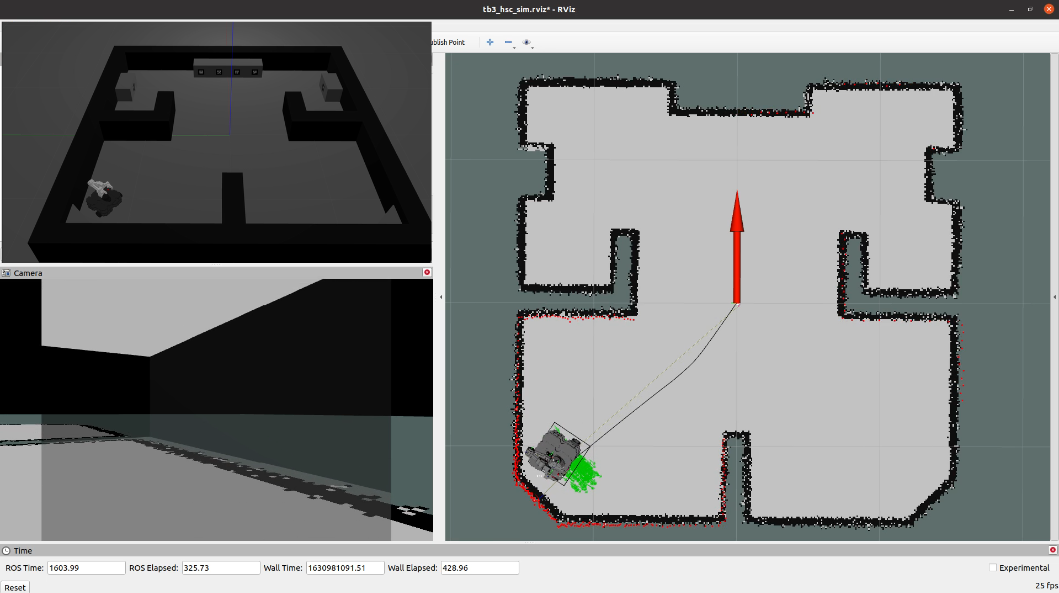 tb3_hsc_sim.rviz* - RViz
ublish Point
Camera
Time
ROS Time: 1603.99 ROS Elapsed: 325.73 Wall Time: 1630981091.51 Wall Elapsed: 428.96 Experimental
Reset 25 fps